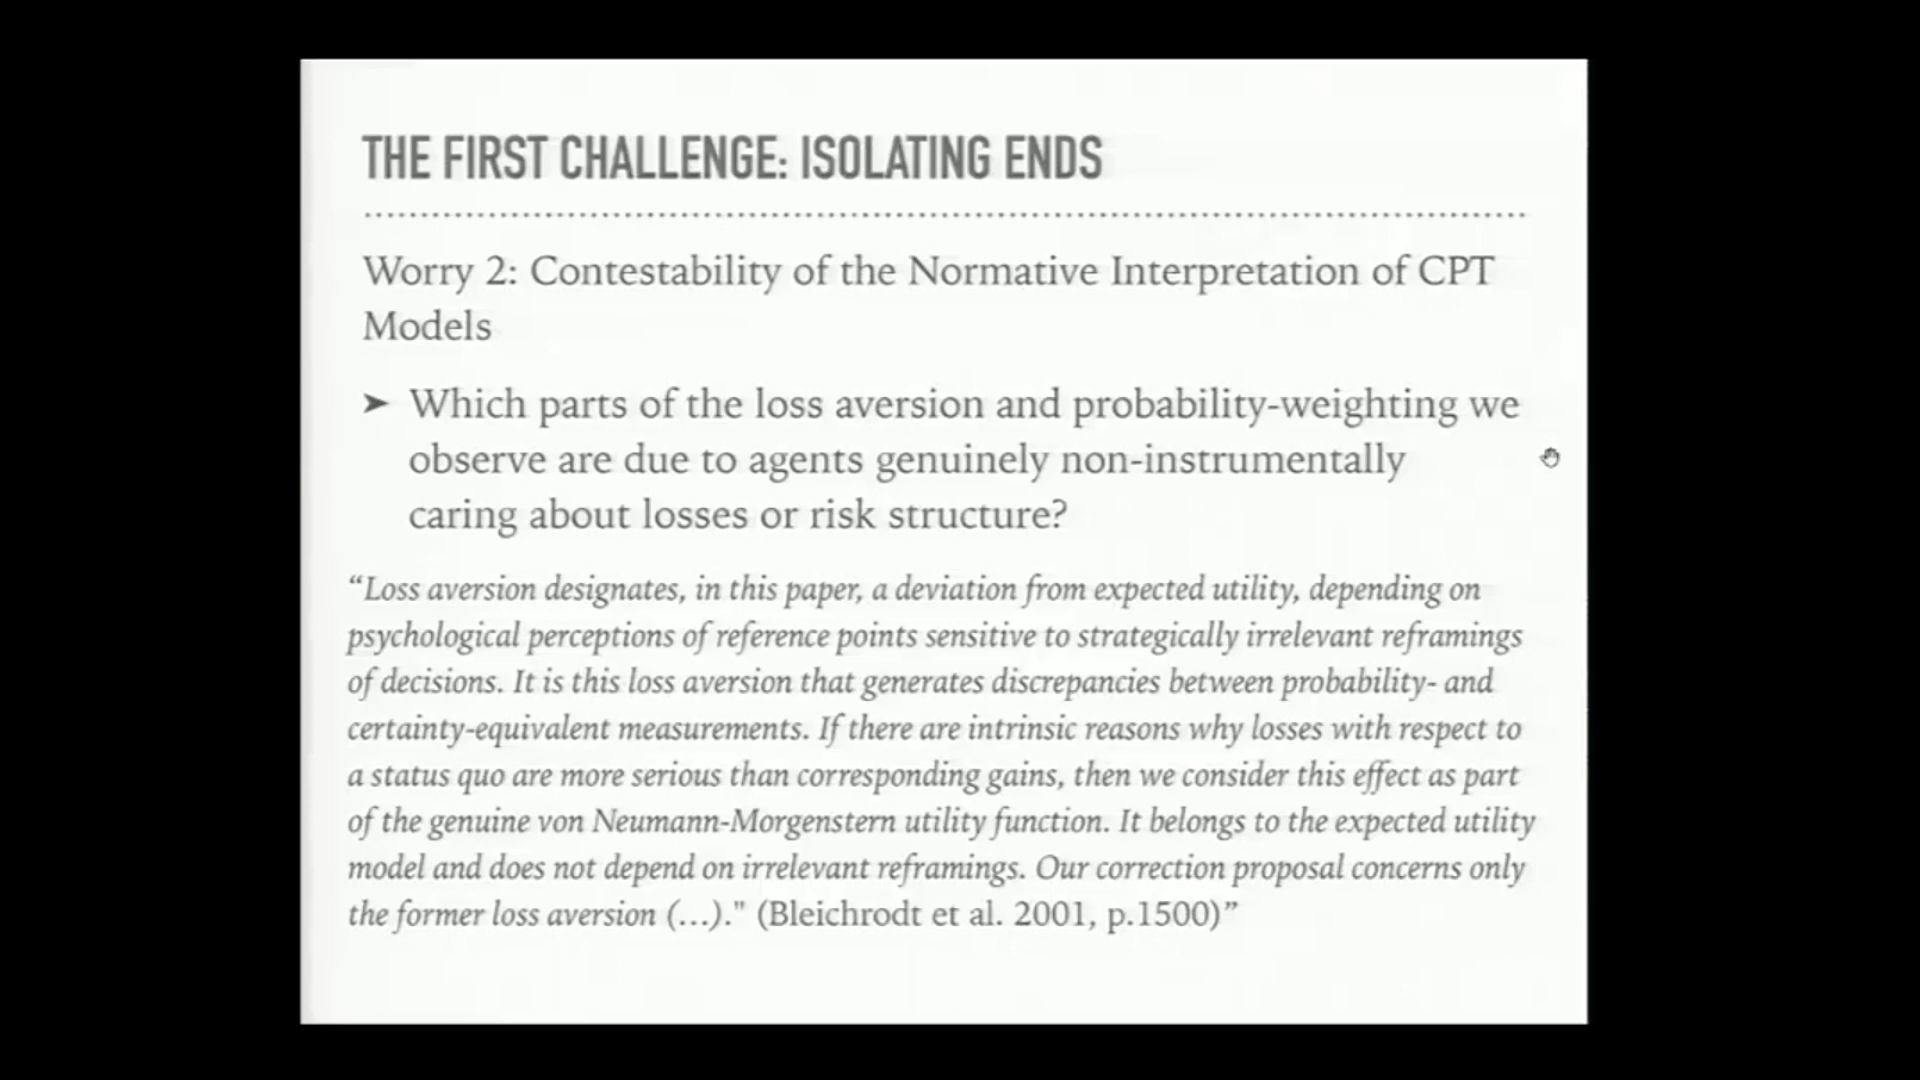 THE FIRST CHALLENGE: ISOLATING ENDS
Worry 2: Contestability of the Normative Interpretation of CPT
Models
➤ Which parts of the loss aversion and probability-weighting we
observe are due to agents genuinely non-instrumentally
caring about losses or risk structure?
“Loss aversion designates, in this paper, a deviation from expected utility, depending on
psychological perceptions of reference points sensitive to strategically irrelevant reframings
of decisions. It is this loss aversion that generates discrepancies between probability- and
certainty-equivalent measurements. If there are intrinsic reasons why losses with respect to
a status quo are more serious than corresponding gains, then we consider this effect as part
of the genuine von Neumann-Morgenstern utility function. It belongs to the expected utility
model and does not depend on irrelevant reframings. Our correction proposal concerns only
the former loss aversion (…)." (Bleichrodt et al. 2001, p.1500)”